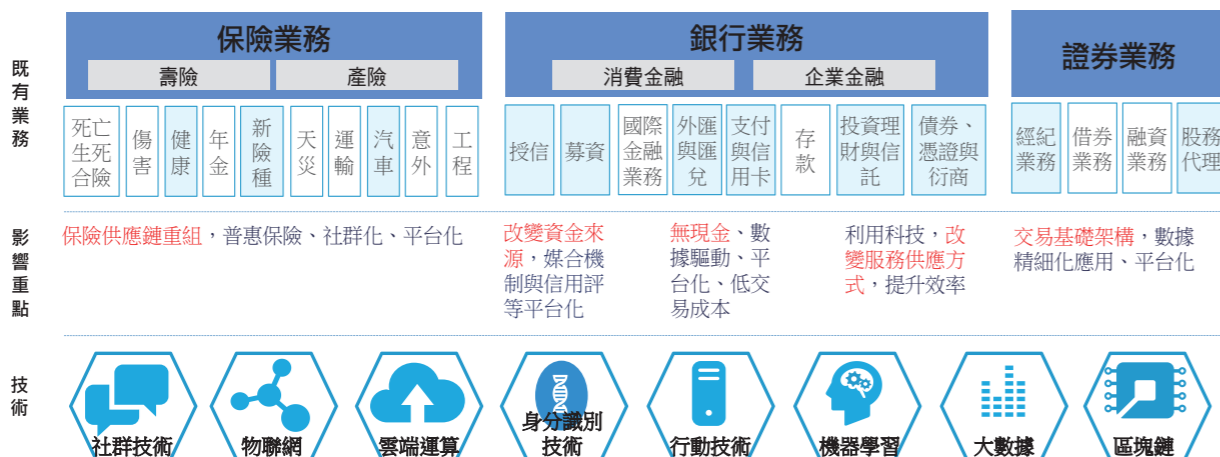 既有業務
保險業務
壽險
產險
死亡
生死
合險
傷害
健康
年金
新險種
天災
運輸
汽車
意外
工程
銀行業務
消費金融
企業金融
授信
募資
國際
金融
業務
外匯
與匯
兌
支付
與信
用卡
存款
投資理
財與信
託
債券、
憑證與
衍商
證券業務
經紀
業務
借券
業務
融資
業務
股務
代理
影響重點
保險供應鏈重組，普惠保險、社群化、平台化
改變資金來
源，媒合機
制與信用評
等平台化
無現金、數
據驅動、平
台化、低交
易成本
利用科技，改
變服務供應方
式，提升效率
交易基礎架構，數據
精細化應用、平台化
技術
社群技術
物聯網
雲端運算
身分識別
技術
行動技術
機器學習
大數據
區塊鏈